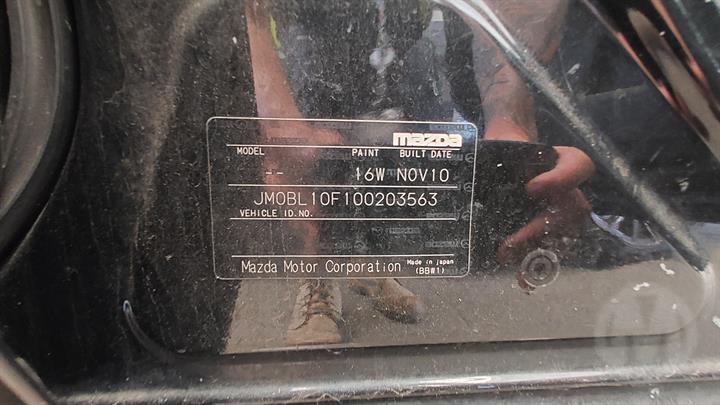 mazda
MODEL PAINT BUILT DATE
-- 16W NOV10
JM0BL10F100203563
VEHICLE ID.NO.
Mazda Motor Corporation Made in japan
(BBW1)